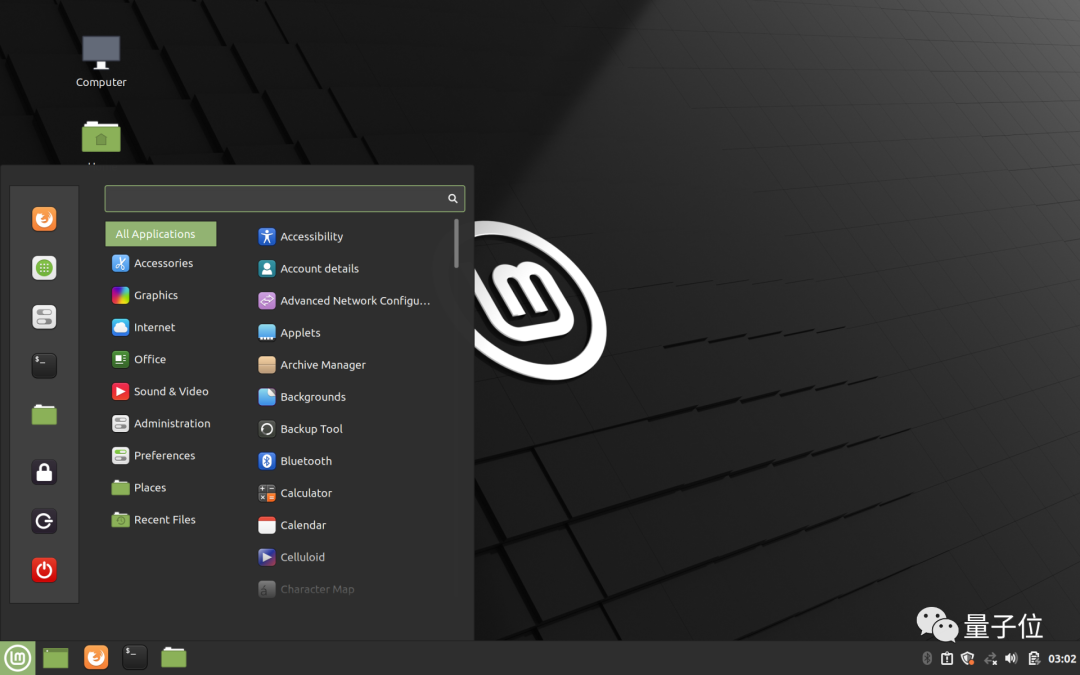 Computer
All Applications
Accessories
Graphics
Internet
Office
Sound & Video
Administration
Preferences
Places
Recent Files
Accessibility
Account details
Advanced Network Configu...
Applets
Archive Manager
Backgrounds
Backup Tool
Bluetooth
Calculator
Calendar
Celluloid
Character Map
量子位
03:02